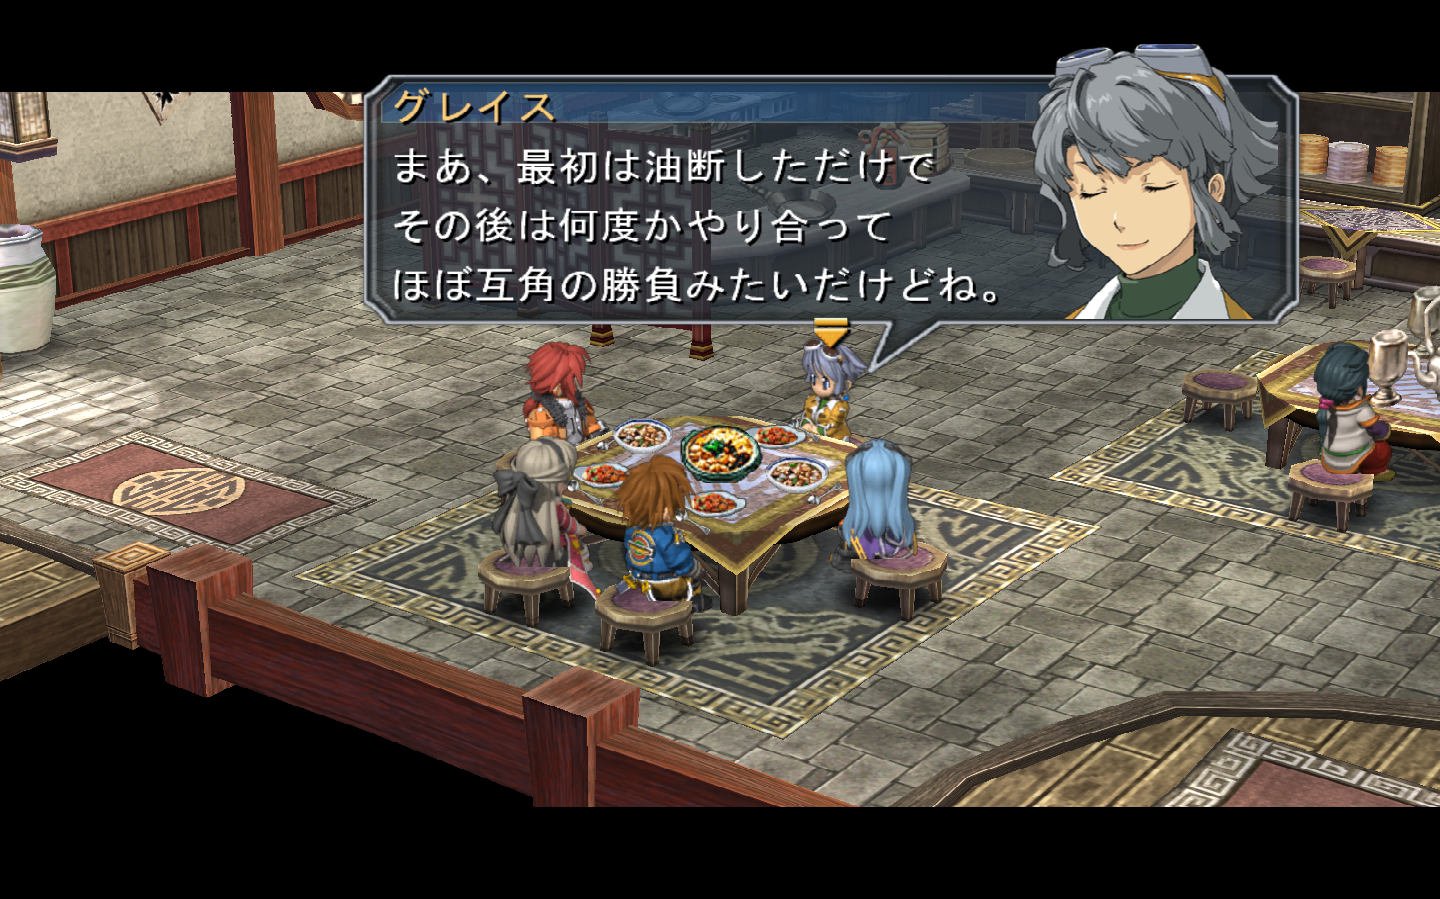 グレイス
まあ、最初は油断しただけで
その後は何度かやり合って
ほぼ互角の勝負みたいだけどね。